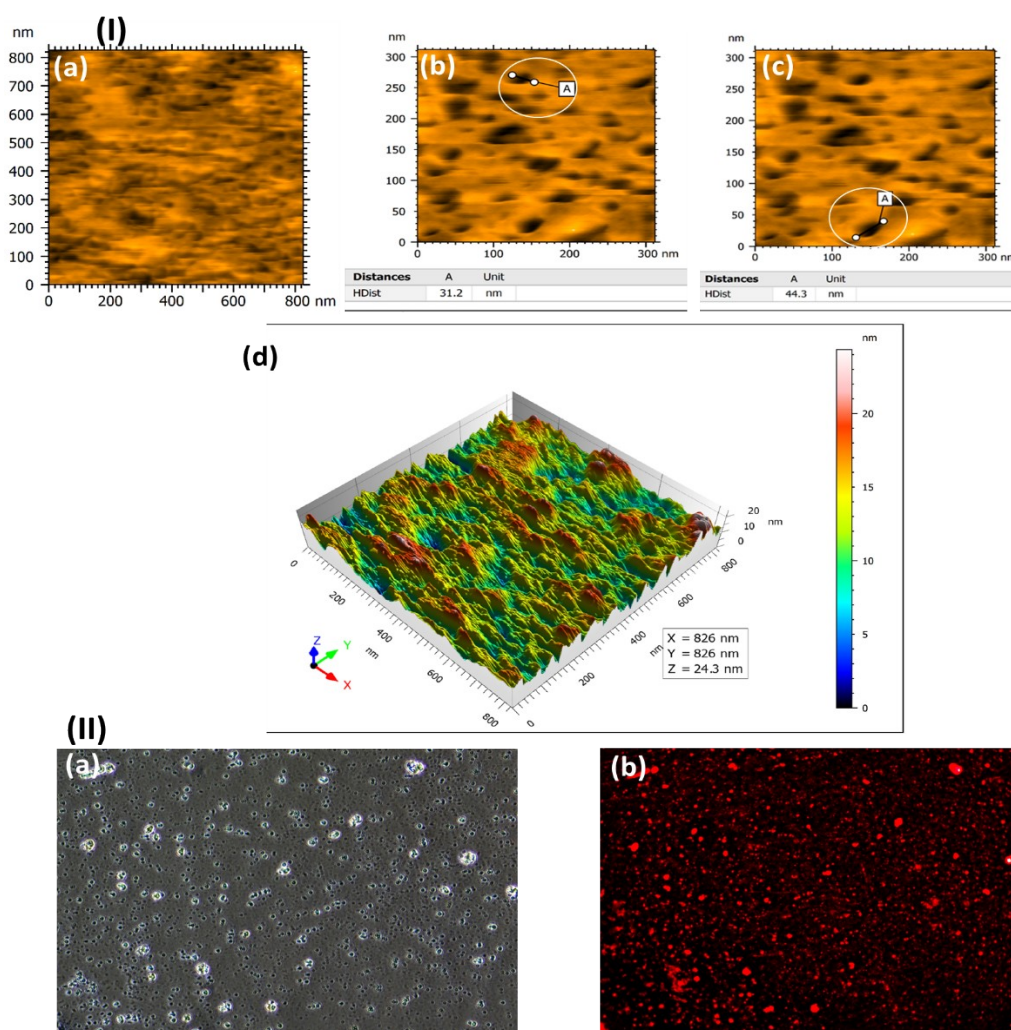 (I)
nm
(a)
800
700
600
500
400
300
200
100
0
0 200 400 600 800 nm
nm
(b)
300
250
200
150
100
50
0
A
0 100 200 300 nm
Distances A Unit
HDist 31.2 nm
nm
(c)
300
250
200
150
100
50
0
A
0 100 200 300 nm
Distances A Unit
HDist 44.3 nm
(d)
nm
20
15
10
5
0
20
10
0
nm
0
200
400
nm
600
800
0
200
nm
400
600
800
X = 826 nm
Y = 826 nm
Z = 24.3 nm
Z
Y
X
(II)
(a)
(b)